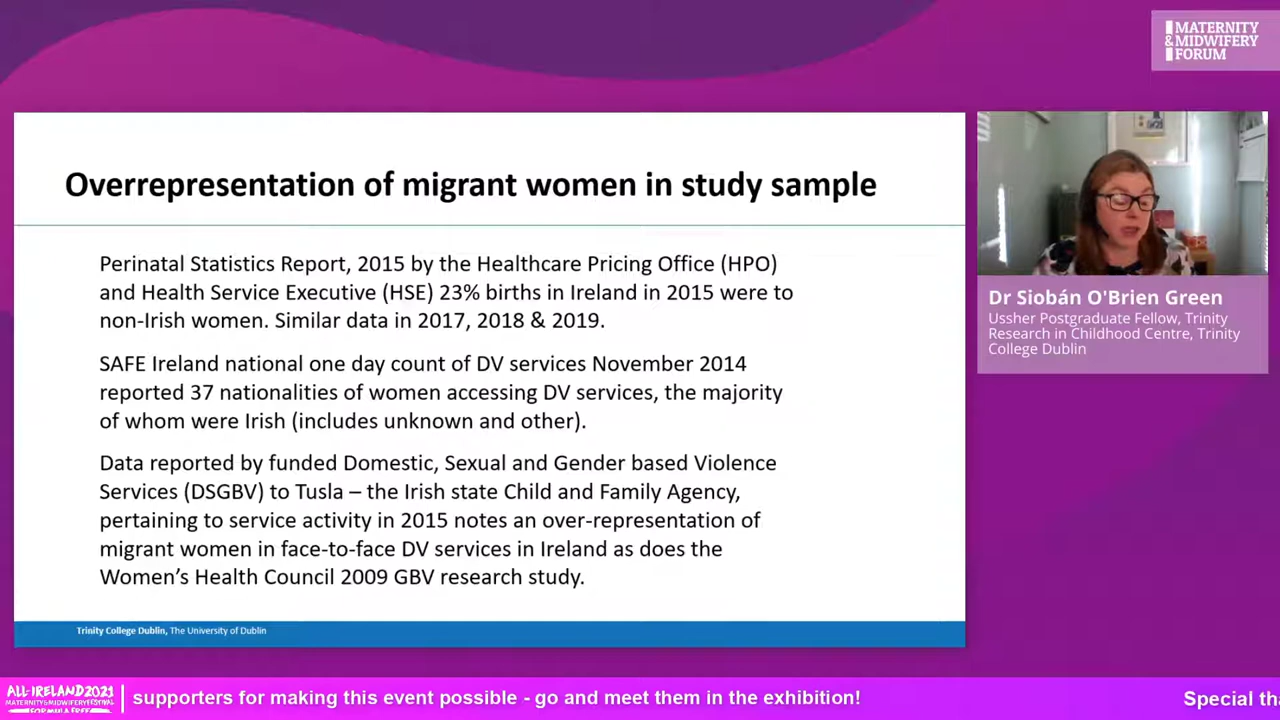 MATERNITY
& MIDWIFERY
FORUM
Overrepresentation of migrant women in study sample
Perinatal Statistics Report, 2015 by the Healthcare Pricing Office (HPO)
and Health Service Executive (HSE) 23% births in Ireland in 2015 were to
non-Irish women. Similar data in 2017, 2018 & 2019.
SAFE Ireland national one day count of DV services November 2014
reported 37 nationalities of women accessing DV services, the majority
of whom were Irish (includes unknown and other).
Data reported by funded Domestic, Sexual and Gender based Violence
Services (DSGBV) to Tusla – the Irish state Child and Family Agency,
pertaining to service activity in 2015 notes an over-representation of
migrant women in face-to-face DV services in Ireland as does the
Women's Health Council 2009 GBV research study.
Trinity College Dublin, The University of Dublin
Dr Siobán O'Brien Green
Ussher Postgraduate Fellow, Trinity
Research in Childhood Centre, Trinity
College Dublin
ALL-IRELAND2021
MATERNITY&MIDWIFERYFESTIVAL
FORMULA FREE
supporters for making this event possible - go and meet them in the exhibition!
Special